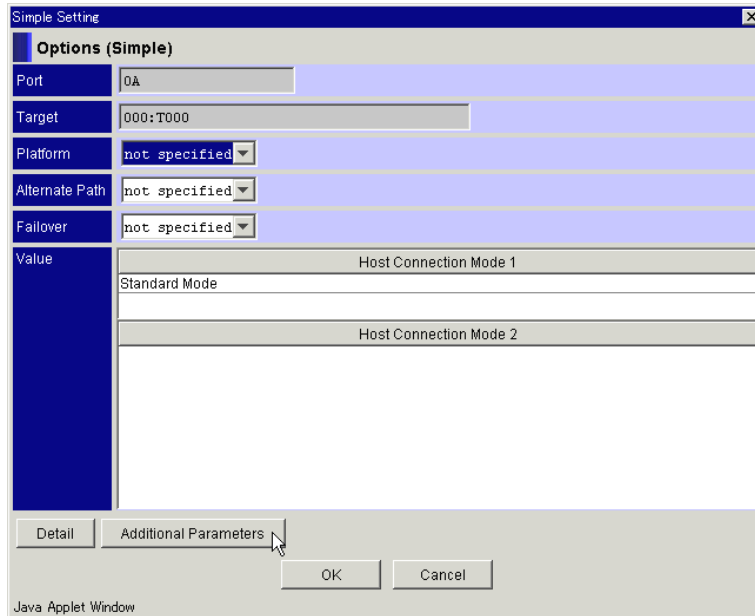 Simple Setting
Options (Simple)
Port 0A
Target 000:T000
Platform not specified
Alternate Path not specified
Failover not specified
Value Host Connection Mode 1
Standard Mode
Host Connection Mode 2
Detail Additional Parameters
OK Cancel
Java Applet Window